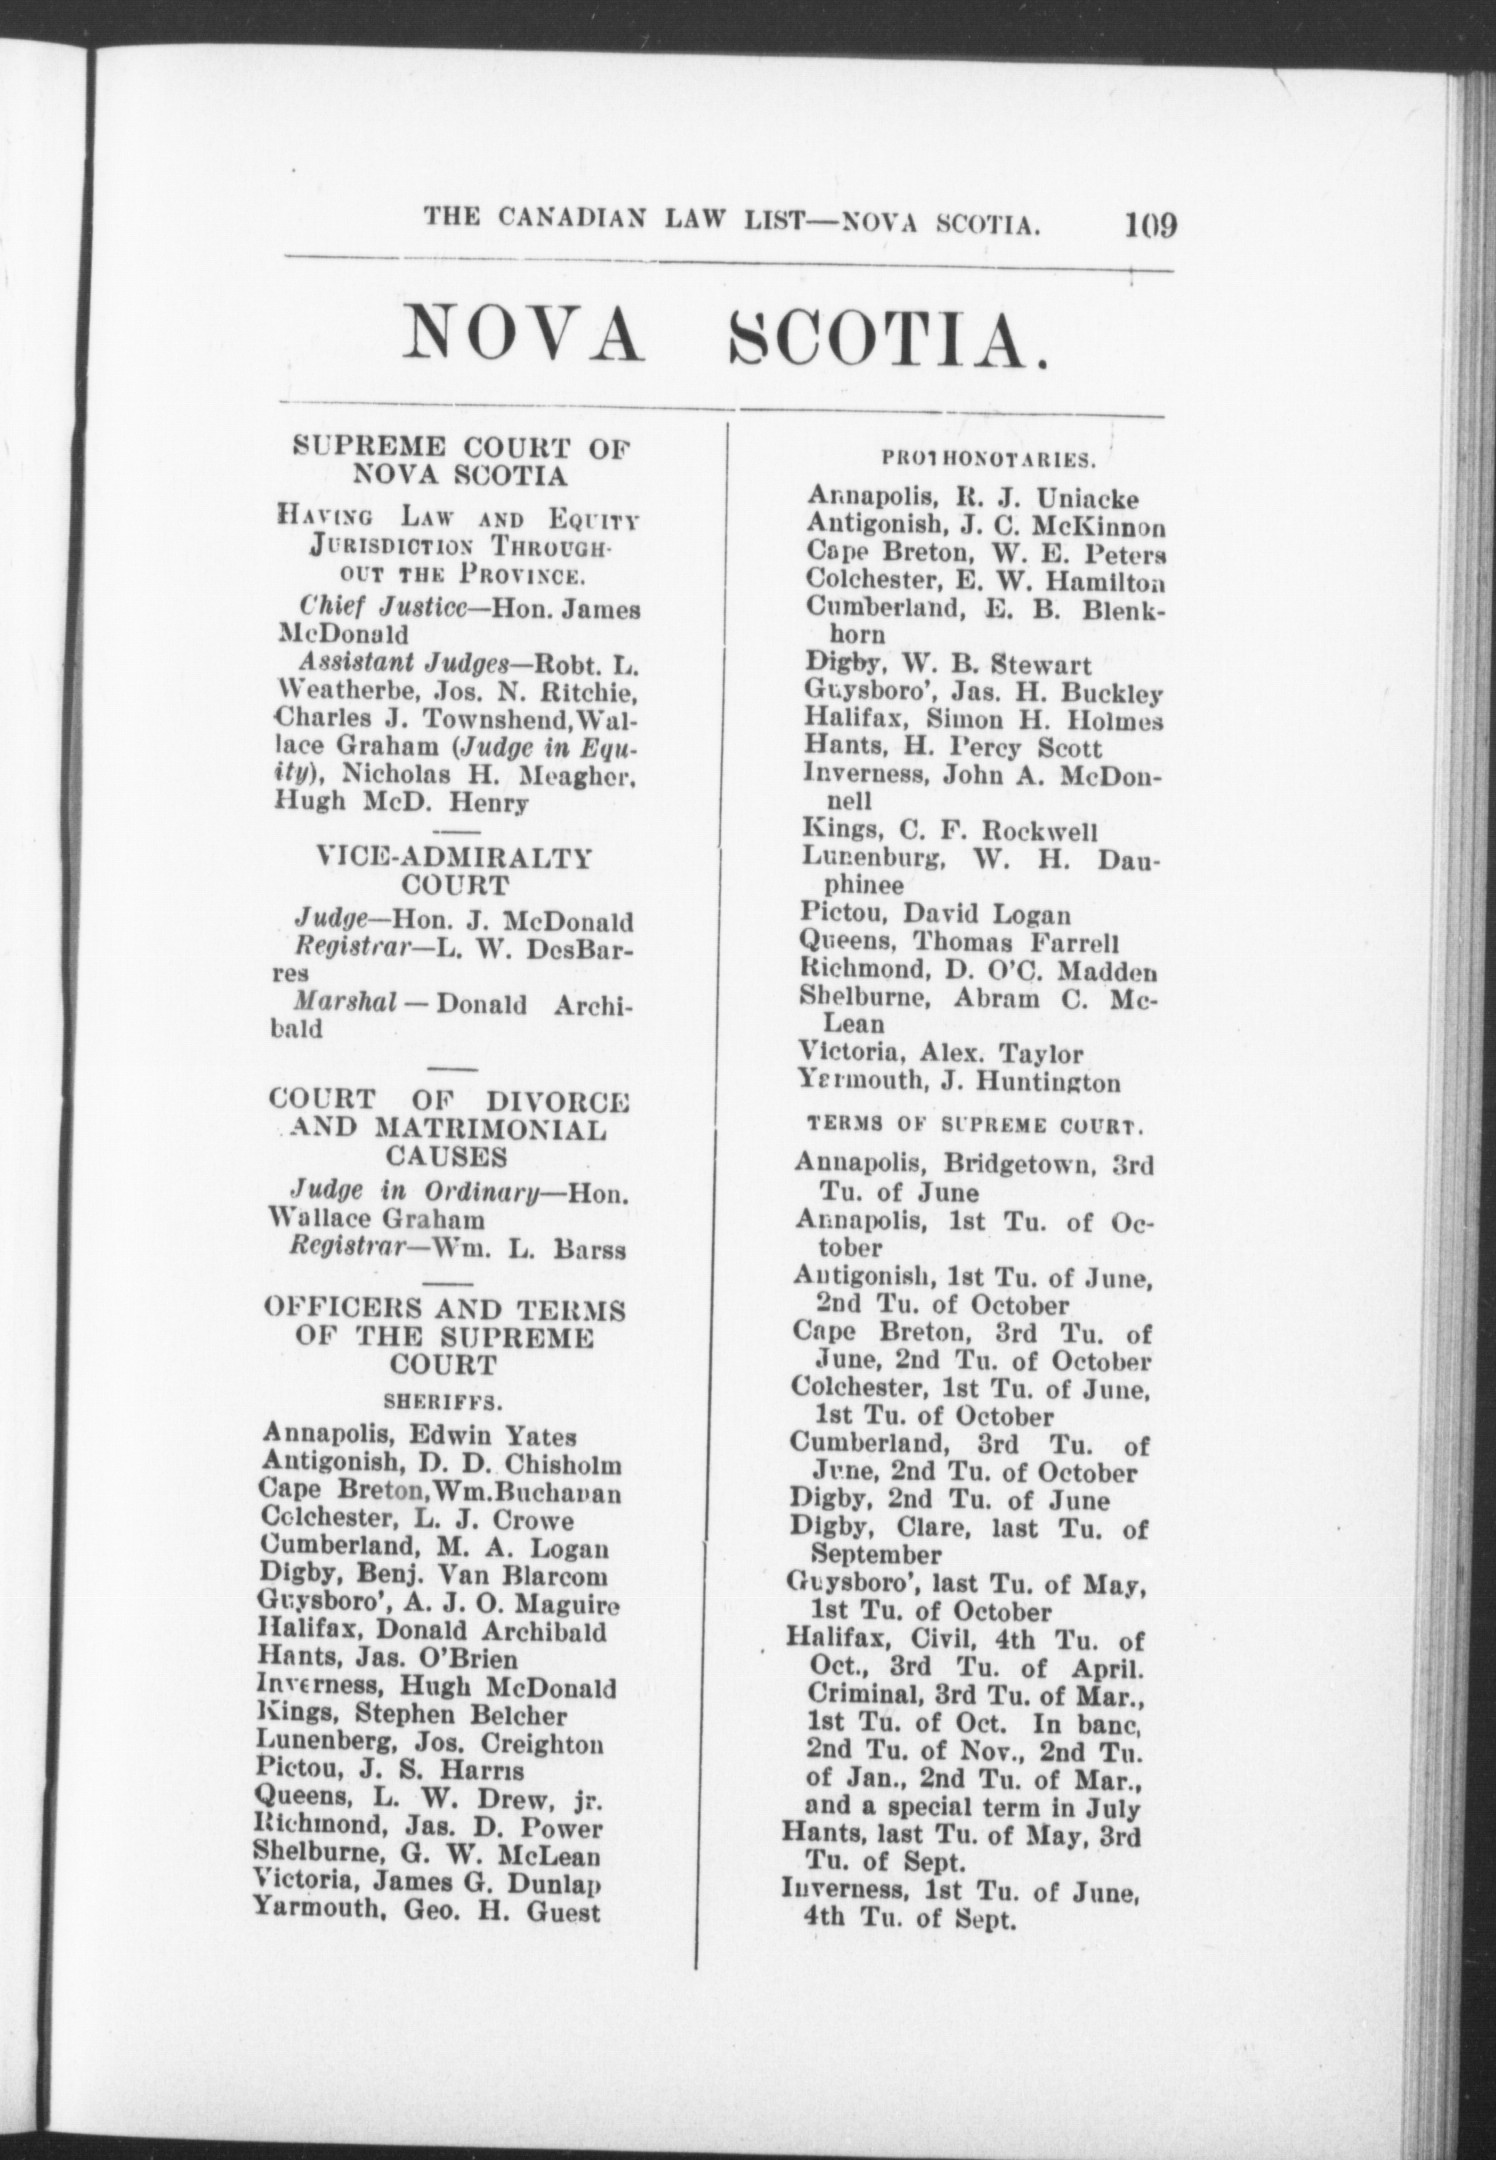 THE CANADIAN LAW LIST—NOVA SCOTIA. 109
NOVA SCOTIA.
SUPREME COURT OF
NOVA SCOTIA
HAVING LAW AND EQUITY
JURISDICTION THROUGH-
OUT THE PROVINCE.
Chief Justice—Hon. James
McDonald
Assistant Judges—Robt. L.
Weatherbe, Jos. N. Ritchie,
Charles J. Townshend, Wal-
lace Graham (Judge in Equ-
ity), Nicholas H. Meagher,
Hugh McD. Henry
VICE-ADMIRALTY
COURT
Judge—Hon. J. McDonald
Registrar—L. W. DesBar-
res
Marshal — Donald Archi-
bald
COURT OF DIVORCE
AND MATRIMONIAL
CAUSES
Judge in Ordinary—Hon.
Wallace Graham
Registrar—Wm. L. Barss
OFFICERS AND TERMS
OF THE SUPREME
COURT
SHERIFFS.
Annapolis, Edwin Yates
Antigonish, D. D. Chisholm
Cape Breton, Wm. Buchanan
Colchester, L. J. Crowe
Cumberland, M. A. Logan
Digby, Benj. Van Blarcom
Guysboro', A. J. O. Maguire
Halifax, Donald Archibald
Hants, Jas. O'Brien
Inverness, Hugh McDonald
Kings, Stephen Belcher
Lunenberg, Jos. Creighton
Pictou, J. S. Harris
Queens, L. W. Drew, jr.
Richmond, Jas. D. Power
Shelburne, G. W. McLean
Victoria, James G. Dunlap
Yarmouth, Geo. H. Guest
PROTHONOTARIES.
Annapolis, R. J. Uniacke
Antigonish, J. C. McKinnon
Cape Breton, W. E. Peters
Colchester, E. W. Hamilton
Cumberland, E. B. Blenk-
horn
Digby, W. B. Stewart
Guysboro', Jas. H. Buckley
Halifax, Simon H. Holmes
Hants, H. Percy Scott
Inverness, John A. McDon-
nell
Kings, C. F. Rockwell
Lunenburg, W. H. Dau-
phinee
Pictou, David Logan
Queens, Thomas Farrell
Richmond, D. O'C. Madden
Shelburne, Abram C. Mc-
Lean
Victoria, Alex. Taylor
Yarmouth, J. Huntington
TERMS OF SUPREME COURT.
Annapolis, Bridgetown, 3rd
Tu. of June
Annapolis, 1st Tu. of Oc-
tober
Antigonish, 1st Tu. of June,
2nd Tu. of October
Cape Breton, 3rd Tu. of
June, 2nd Tu. of October
Colchester, 1st Tu. of June,
1st Tu. of October
Cumberland, 3rd Tu. of
June, 2nd Tu. of October
Digby, 2nd Tu. of June
Digby, Clare, last Tu. of
September
Guysboro', last Tu. of May,
1st Tu. of October
Halifax, Civil, 4th Tu. of
Oct., 3rd Tu. of April.
Criminal, 3rd Tu. of Mar.,
1st Tu. of Oct. In banc,
2nd Tu. of Nov., 2nd Tu.
of Jan., 2nd Tu. of Mar.,
and a special term in July
Hants, last Tu. of May, 3rd
Tu. of Sept.
Inverness, 1st Tu. of June,
4th Tu. of Sept.